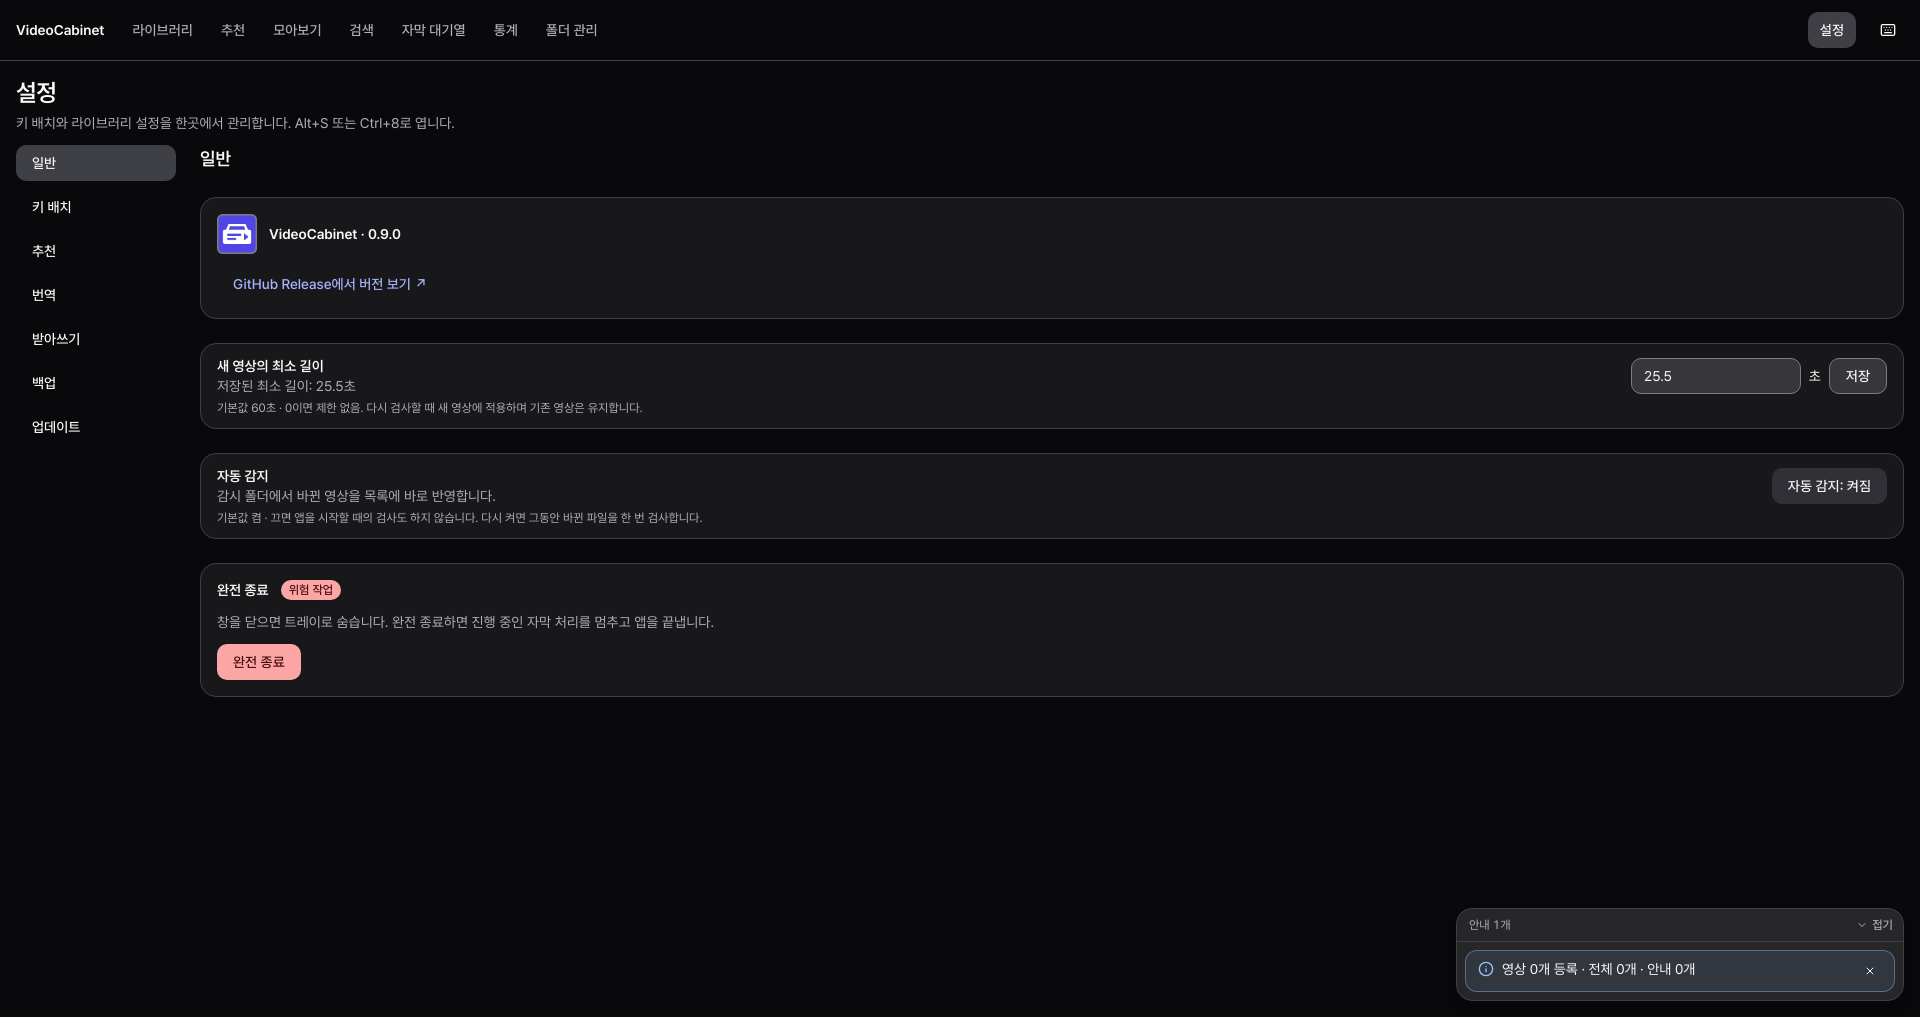 VideoCabinet 라이브러리 추천 모아보기 검색 자막 대기열 통계 폴더 관리 설정
설정
키 배치와 라이브러리 설정을 한곳에서 관리합니다. Alt+S 또는 Ctrl+8로 엽니다.
일반
키 배치
추천
번역
받아쓰기
백업
업데이트
일반
VideoCabinet · 0.9.0
GitHub Release에서 버전 보기 ↗
새 영상의 최소 길이
저장된 최소 길이: 25.5초
기본값 60초 · 0이면 제한 없음. 다시 검사할 때 새 영상에 적용하며 기존 영상은 유지합니다.
25.5 초 저장
자동 감지
감시 폴더에서 바뀐 영상을 목록에 바로 반영합니다.
기본값 켬 · 끄면 앱을 시작할 때의 검사도 하지 않습니다. 다시 켜면 그동안 바뀐 파일을 한 번 검사합니다.
자동 감지: 켜짐
완전 종료 위험 작업
창을 닫으면 트레이로 숨습니다. 완전 종료하면 진행 중인 자막 처리를 멈추고 앱을 끝냅니다.
완전 종료
안내 1개 접기
영상 0개 등록 · 전체 0개 · 안내 0개